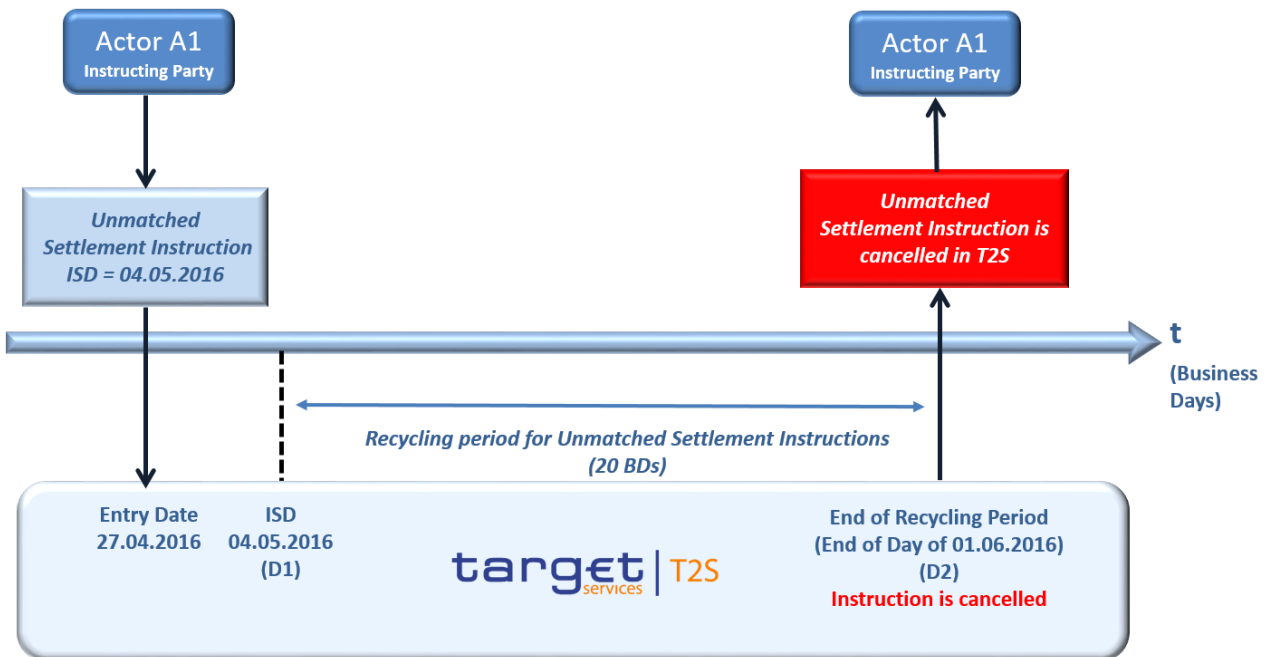 Actor A1
Instructing Party
Actor A1
Instructing Party
Unmatched
Settlement Instruction
ISD = 04.05.2016
Unmatched
Settlement Instruction is
cancelled in T2S
t
(Business
Days)
Recycling period for Unmatched Settlement Instructions
(20 BDs)
Entry Date
27.04.2016
ISD
04.05.2016
(D1)
target | T2S
services
End of Recycling Period
(End of Day of 01.06.2016)
(D2)
Instruction is cancelled